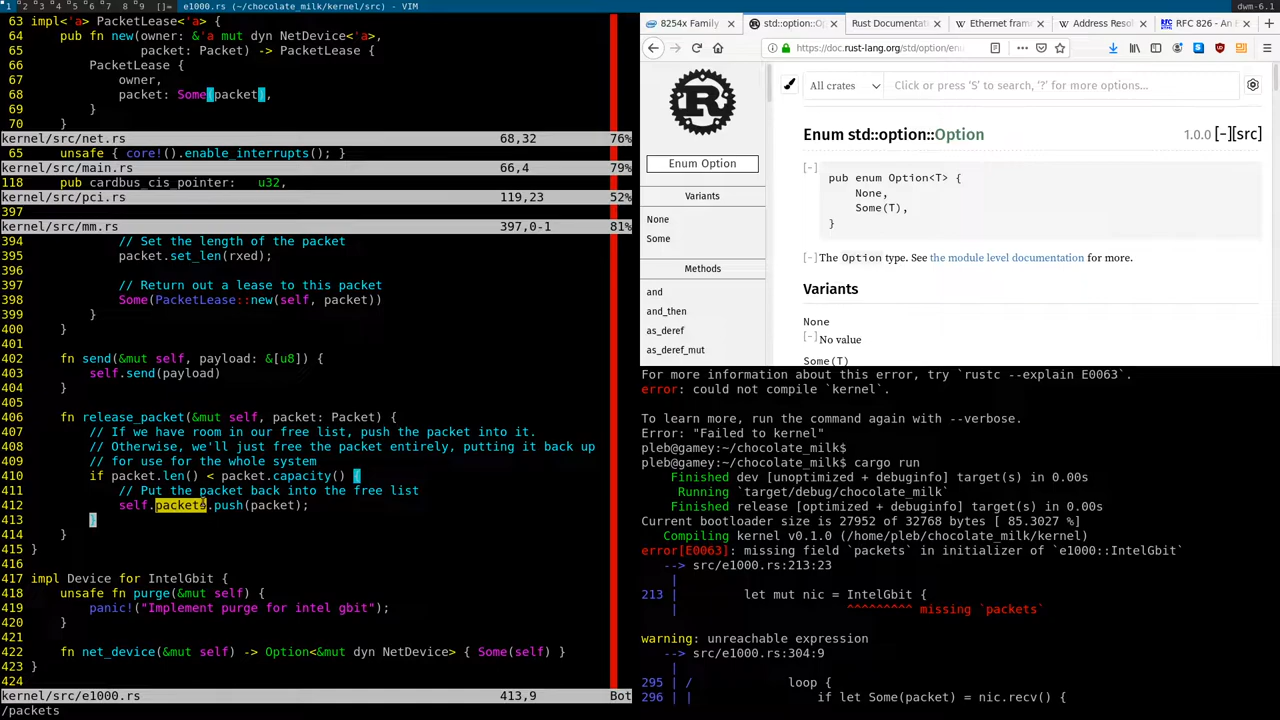 1 2 3 4 5 6 7 8 9 []= e1000.rs (~/chocolate_milk/kernel/src) - VIM dwm-6.1
63 impl<'a> PacketLease<'a> {
64     pub fn new(owner: &'a mut dyn NetDevice<'a>,
65                packet: Packet) -> PacketLease {
66         PacketLease {
67             owner,
68             packet: Some(packet),
69         }
70     }
kernel/src/net.rs 68,32 76%
65     unsafe { core!().enable_interrupts(); }
kernel/src/main.rs 66,4 79%
118     pub cardbus_cis_pointer:   u32,
kernel/src/pci.rs 119,23 52%
397
kernel/src/mm.rs 397,0-1 81%
394             // Set the length of the packet
395             packet.set_len(rxed);
396
397             // Return out a lease to this packet
398             Some(PacketLease::new(self, packet))
399         }
400     }
401
402     fn send(&mut self, payload: &[u8]) {
403         self.send(payload)
404     }
405
406     fn release_packet(&mut self, packet: Packet) {
407         // If we have room in our free list, push the packet into it.
408         // Otherwise, we'll just free the packet entirely, putting it back up
409         // for use for the whole system
410         if packet.len() < packet.capacity() {
411             // Put the packet back into the free list
412             self.packets.push(packet);
413         }
414     }
415 }
416
417 impl Device for IntelGbit {
418     unsafe fn purge(&mut self) {
419         panic!("Implement purge for intel gbit");
420     }
421
422     fn net_device(&mut self) -> Option<&mut dyn NetDevice> { Some(self) }
423 }
424
kernel/src/e1000.rs 413,9 Bot
/packets
8254x Family
std::option::O
Rust Documenta
Ethernet fram
Address Reso
RFC 826 - An
https://doc.rust-lang.org/std/option/en
All crates
Click or press 'S' to search, '?' for more options...
Enum Option
Variants
None
Some
Methods
and
and_then
as_deref
as_deref_mut
Enum std::option::Option 1.0.0 [-][src]
[-]
pub enum Option<T> {
    None,
    Some(T),
}
[-] The Option type. See the module level documentation for more.
Variants
None
[-] No value
Some(T)
For more information about this error, try `rustc --explain E0063`.
error: could not compile `kernel`.
To learn more, run the command again with --verbose.
Error: "Failed to kernel"
pleb@gamey:~/chocolate_milk$
pleb@gamey:~/chocolate_milk$ cargo run
    Finished dev [unoptimized + debuginfo] target(s) in 0.00s
     Running `target/debug/chocolate_milk`
    Finished release [optimized + debuginfo] target(s) in 0.00s
Current bootloader size is 27952 of 32768 bytes [ 85.3027 %]
   Compiling kernel v0.1.0 (/home/pleb/chocolate_milk/kernel)
error[E0063]: missing field `packets` in initializer of `e1000::IntelGbit`
   --> src/e1000.rs:213:23
    |
213 |         let mut nic = IntelGbit {
    |                       ^^^^^^^^^ missing `packets`
warning: unreachable expression
   --> src/e1000.rs:304:9
    |
295 | /         loop {
296 | |             if let Some(packet) = nic.recv() {